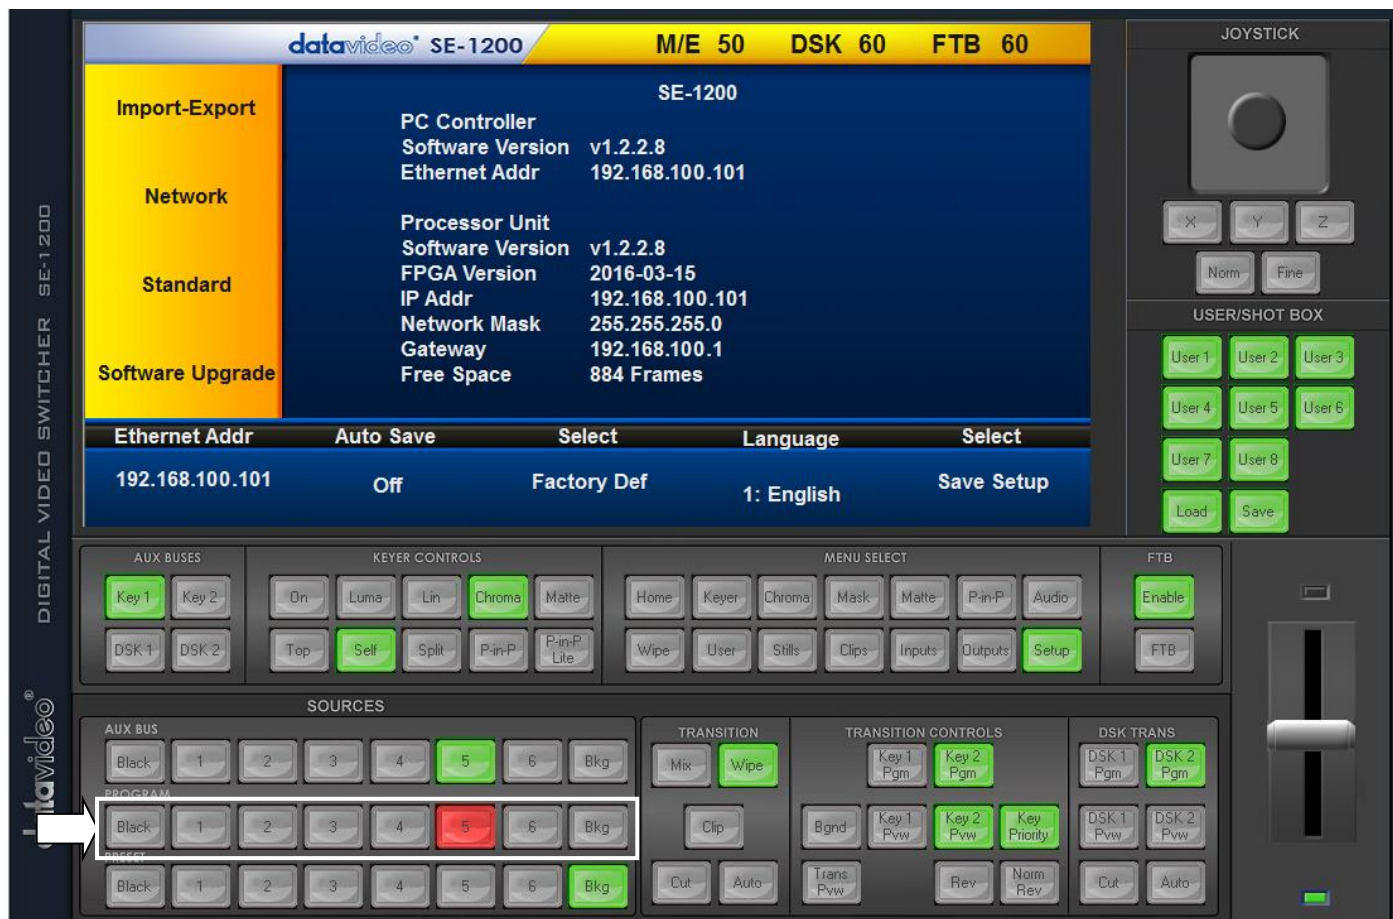 datavideo® SE-1200
M/E 50 DSK 60 FTB 60
JOYSTICK
Import-Export
Network
Standard
Software Upgrade
SE-1200
PC Controller
Software Version v1.2.2.8
Ethernet Addr 192.168.100.101
Processor Unit
Software Version v1.2.2.8
FPGA Version 2016-03-15
IP Addr 192.168.100.101
Network Mask 255.255.255.0
Gateway 192.168.100.1
Free Space 884 Frames
Ethernet Addr Auto Save Select Language Select
192.168.100.101 Off Factory Def 1: English Save Setup
X Y Z
Norm Fine
USER/SHOT BOX
User 1 User 2 User 3
User 4 User 5 User 6
User 7 User 8
Load Save
datavideo® DIGITAL VIDEO SWITCHER SE-1200
AUX BUSES
Key 1 Key 2
DSK 1 DSK 2
KEYER CONTROLS
On Luma Lin Chroma Matte
Top Self Split P-in-P P-in-P Lite
MENU SELECT
Home Keyer Chroma Mask Matte P-in-P Audio
Wipe User Stills Clips Inputs Outputs Setup
FTB
Enable
FTB
SOURCES
AUX BUS
Black 1 2 3 4 5 6 Bkg
PROGRAM
Black 1 2 3 4 5 6 Bkg
PRESET
Black 1 2 3 4 5 6 Bkg
TRANSITION
Mix Wipe
Clip
Cut Auto
TRANSITION CONTROLS
Key 1 Pgm Key 2 Pgm
Bgnd Key 1 Pvw Key 2 Pvw Key Priority
Trans Pvw Rev Norm Rev
DSK TRANS
DSK 1 Pgm DSK 2 Pgm
DSK 1 Pvw DSK 2 Pvw
Cut Auto